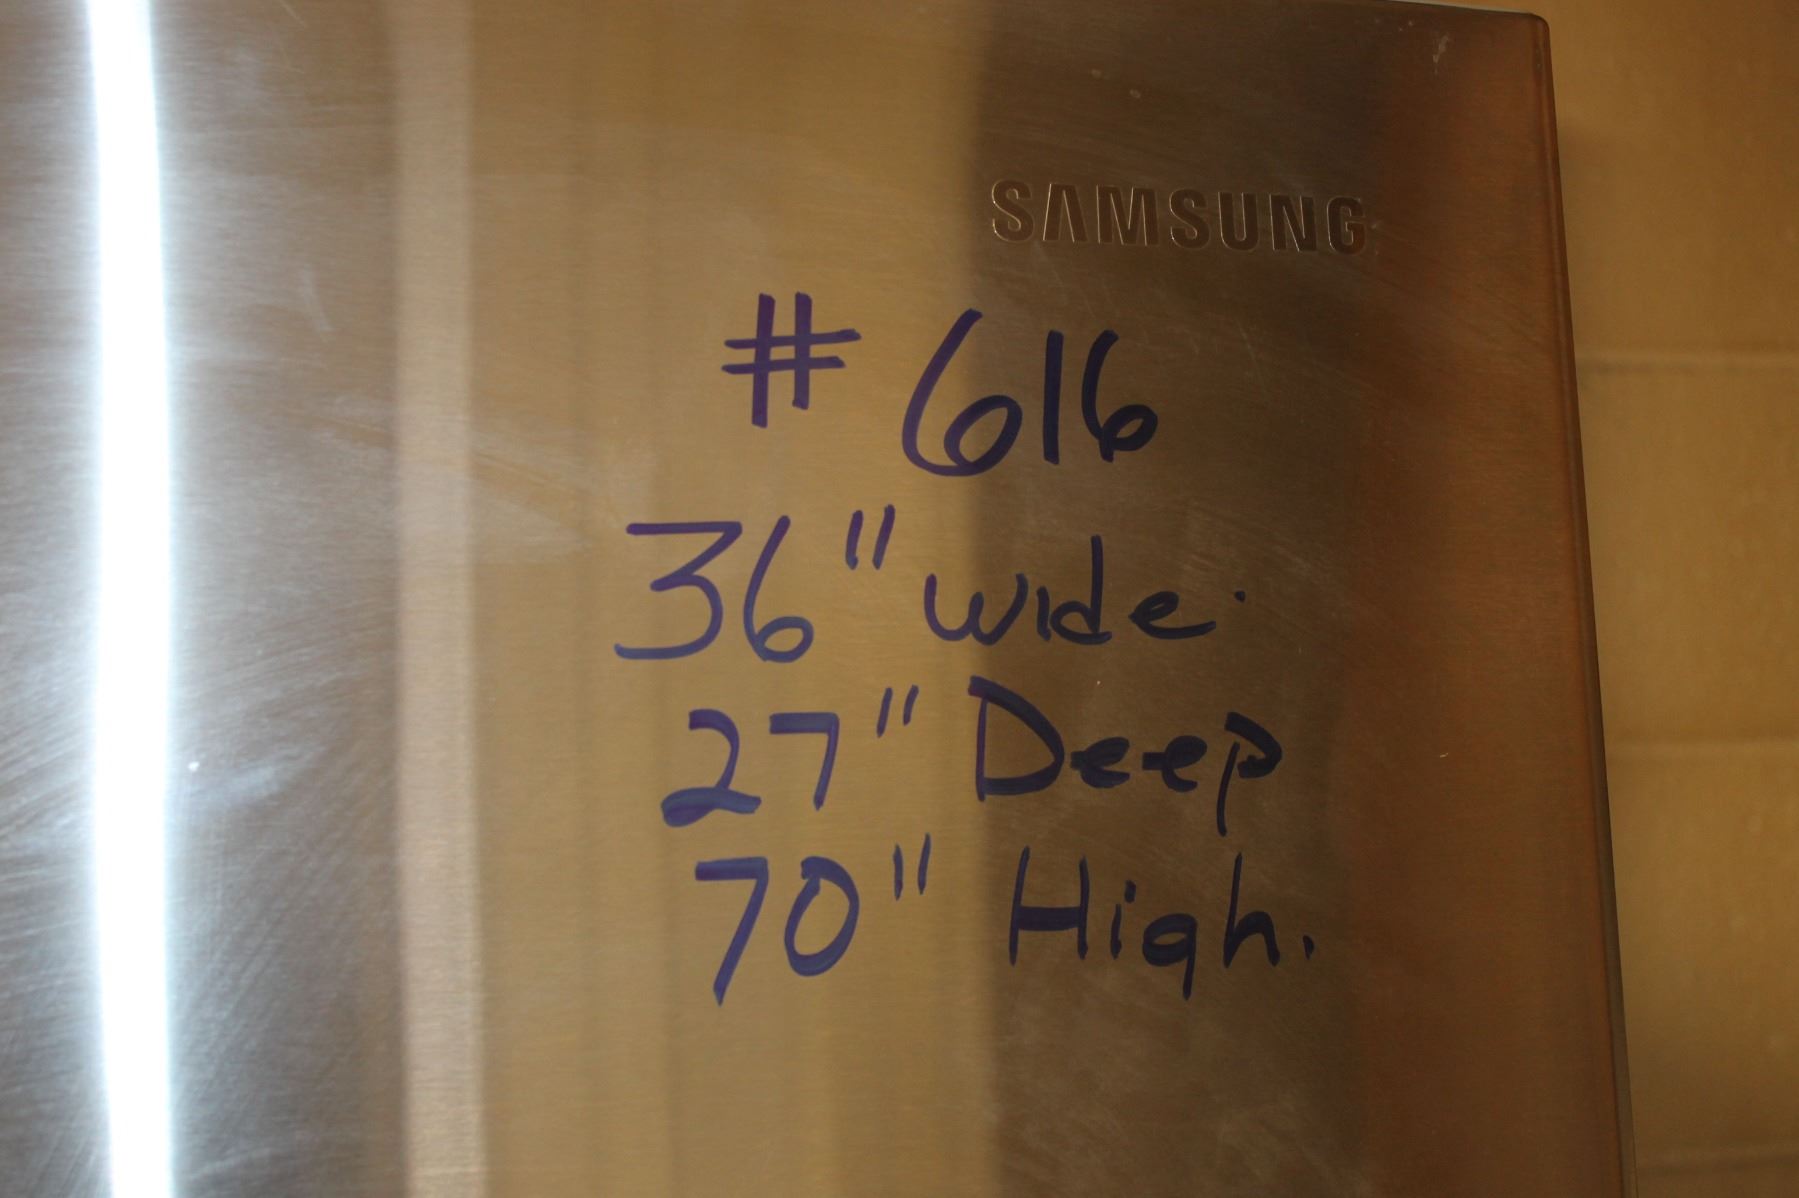 SAMSUNG
# 616
36" wide.
27" Deep
70" High.